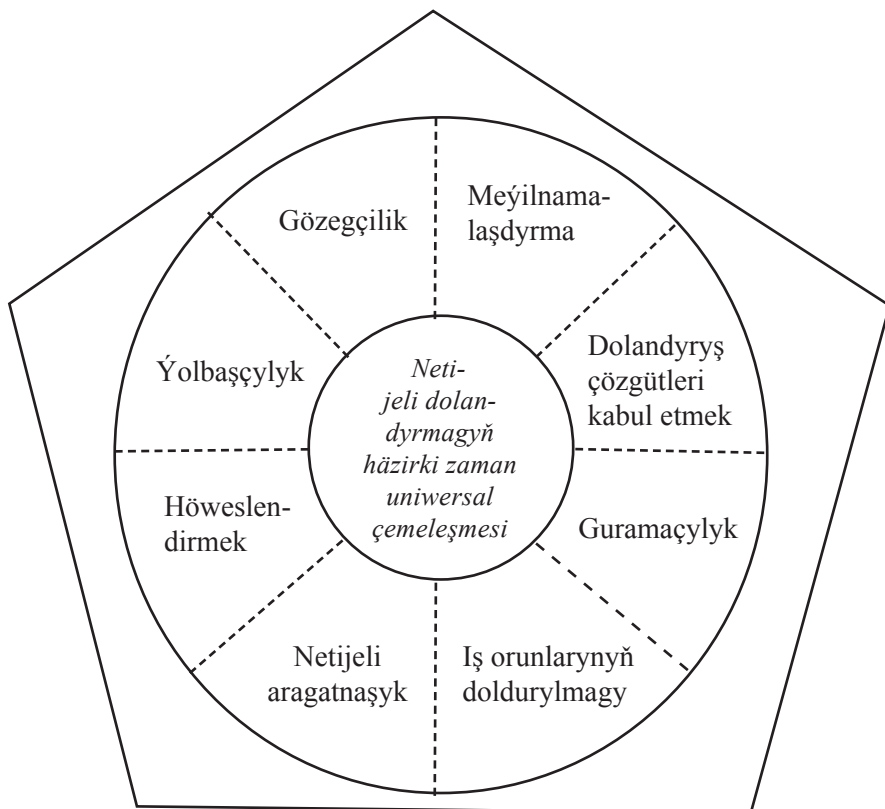 Gözegçilik
Meýilnama-
laşdyrma
Dolandyryş
çözgütleri
kabul etmek
Guramaçylyk
Iş orunlarynyň
doldurylmagy
Netijeli
aragatnaşyk
Höweslen-
dirmek
Ýolbaşçylyk
Neti-
jeli dolan-
dyrmagyň
häzirki zaman
uniwersal
çemeleşmesi